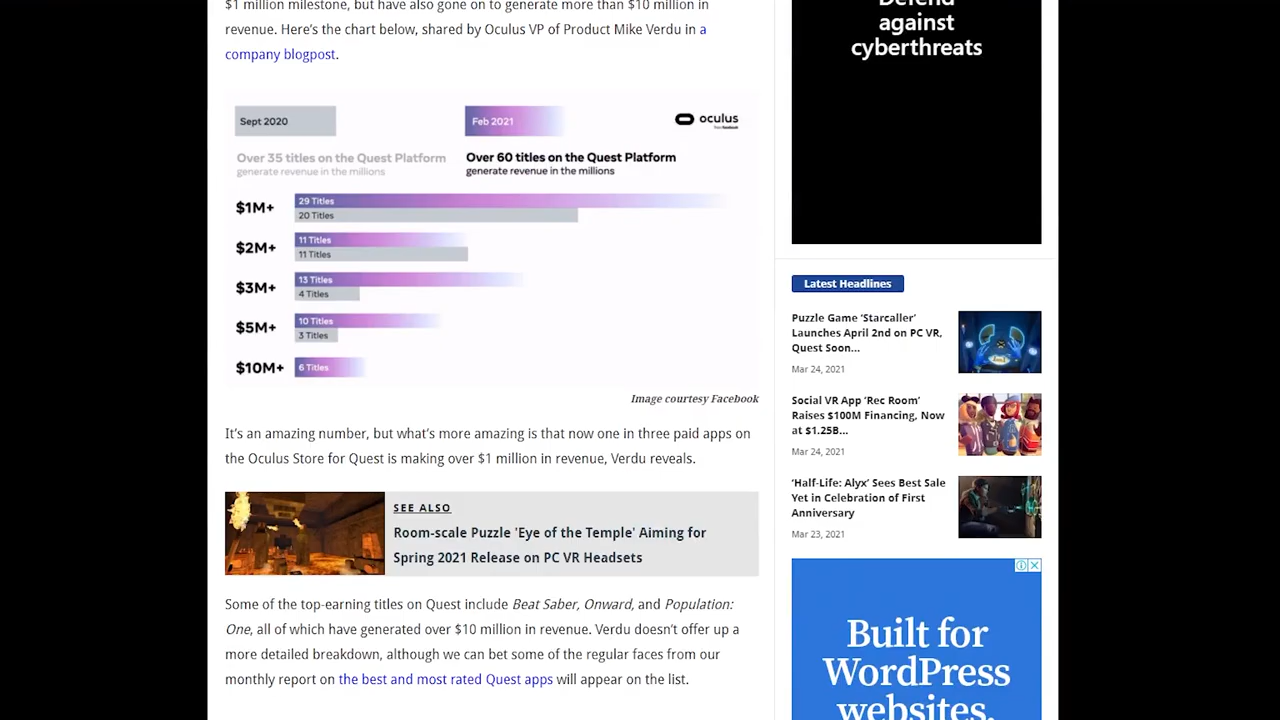 $1 million milestone, but have also gone on to generate more than $10 million in
revenue. Here's the chart below, shared by Oculus VP of Product Mike Verdu in a
company blogpost.
Sept 2020
Feb 2021
oculus
from facebook
Over 35 titles on the Quest Platform
generate revenue in the millions
Over 60 titles on the Quest Platform
generate revenue in the millions
$1M+
29 Titles
20 Titles
$2M+
11 Titles
11 Titles
$3M+
13 Titles
4 Titles
$5M+
10 Titles
3 Titles
$10M+
6 Titles
Image courtesy Facebook
It's an amazing number, but what's more amazing is that now one in three paid apps on
the Oculus Store for Quest is making over $1 million in revenue, Verdu reveals.
SEE ALSO
Room-scale Puzzle 'Eye of the Temple' Aiming for
Spring 2021 Release on PC VR Headsets
Some of the top-earning titles on Quest include Beat Saber, Onward, and Population:
One, all of which have generated over $10 million in revenue. Verdu doesn't offer up a
more detailed breakdown, although we can bet some of the regular faces from our
monthly report on the best and most rated Quest apps will appear on the list.
Defend
against
cyberthreats
Latest Headlines
Puzzle Game 'Starcaller'
Launches April 2nd on PC VR,
Quest Soon...
Mar 24, 2021
Social VR App 'Rec Room'
Raises $100M Financing, Now
at $1.25B...
Mar 24, 2021
'Half-Life: Alyx' Sees Best Sale
Yet in Celebration of First
Anniversary
Mar 23, 2021
Built for
WordPress
websites.